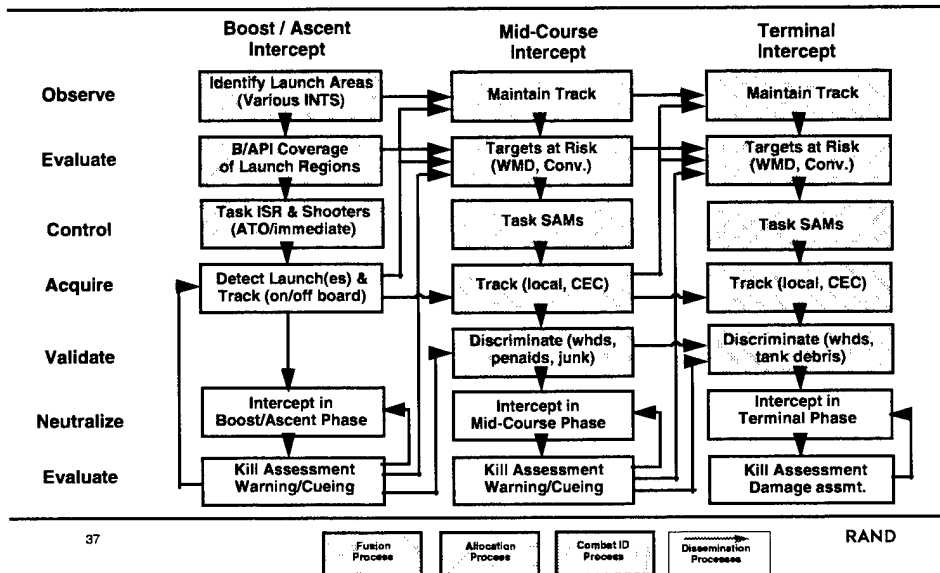 Boost / Ascent
Intercept
Mid-Course
Intercept
Terminal
Intercept
Observe
Identify Launch Areas
(Various INTS)
Maintain Track
Maintain Track
Evaluate
B/API Coverage
of Launch Regions
Targets at Risk
(WMD, Conv.)
Targets at Risk
(WMD, Conv.)
Control
Task ISR & Shooters
(ATO/immediate)
Task SAMs
Task SAMs
Acquire
Detect Launch(es) &
Track (on/off board)
Track (local, CEC)
Track (local, CEC)
Validate
Discriminate (whds,
penaids, junk)
Discriminate (whds,
tank debris)
Neutralize
Intercept in
Boost/Ascent Phase
Intercept in
Mid-Course Phase
Intercept in
Terminal Phase
Evaluate
Kill Assessment
Warning/Cueing
Kill Assessment
Warning/Cueing
Kill Assessment
Damage assmt.
37
Fusion
Process
Allocation
Process
Combat ID
Process
Dissemination
Processes
RAND